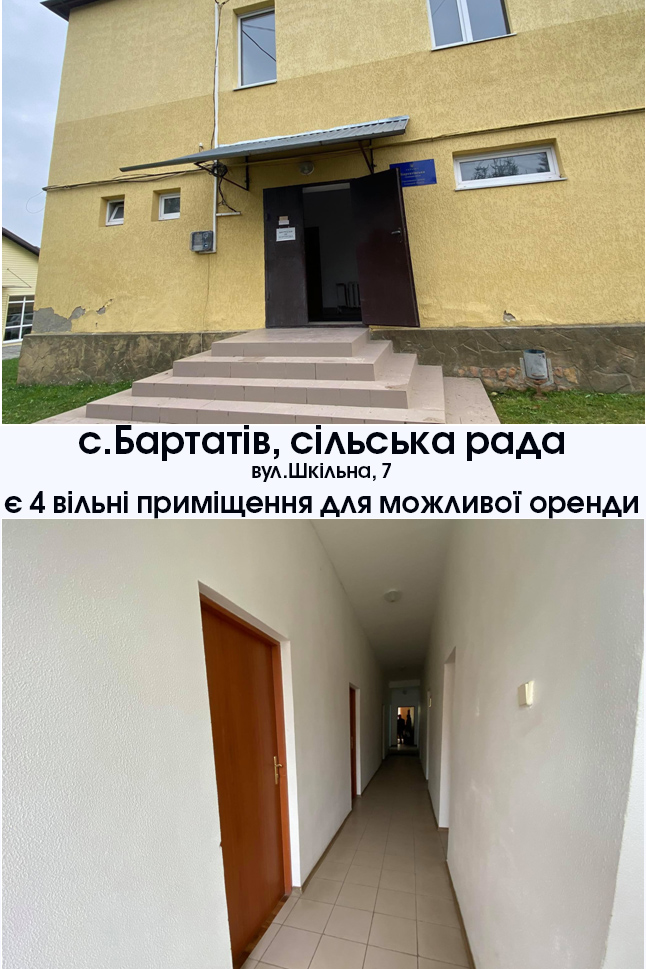 с.Бартатів, сільська рада
вул.Шкільна, 7
є 4 вільні приміщення для можливої оренди